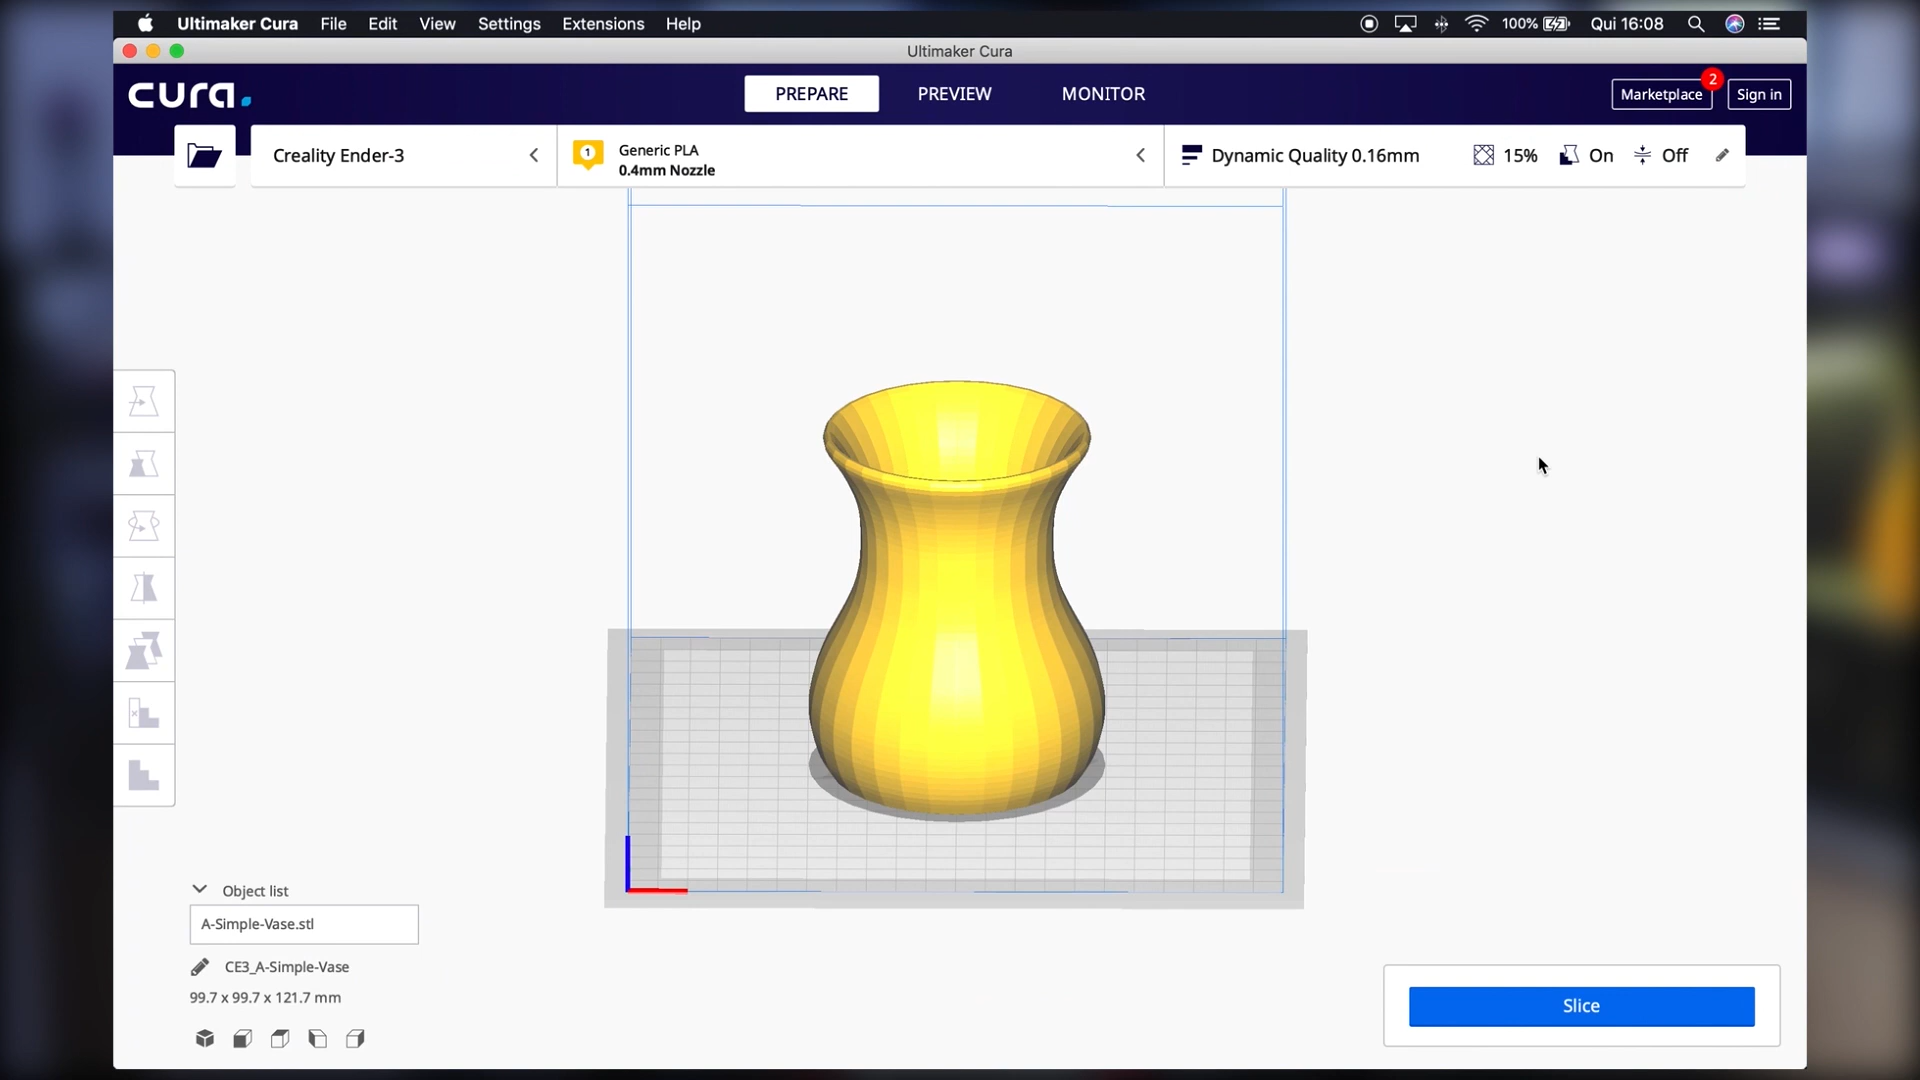 Ultimaker Cura File Edit View Settings Extensions Help 100% Qui 16:08
Ultimaker Cura
cura.
PREPARE PREVIEW MONITOR
Marketplace 2 Sign in
Creality Ender-3
1 Generic PLA
0.4mm Nozzle
Dynamic Quality 0.16mm 15% On Off
Object list
A-Simple-Vase.stl
CE3_A-Simple-Vase
99.7 x 99.7 x 121.7 mm
Slice